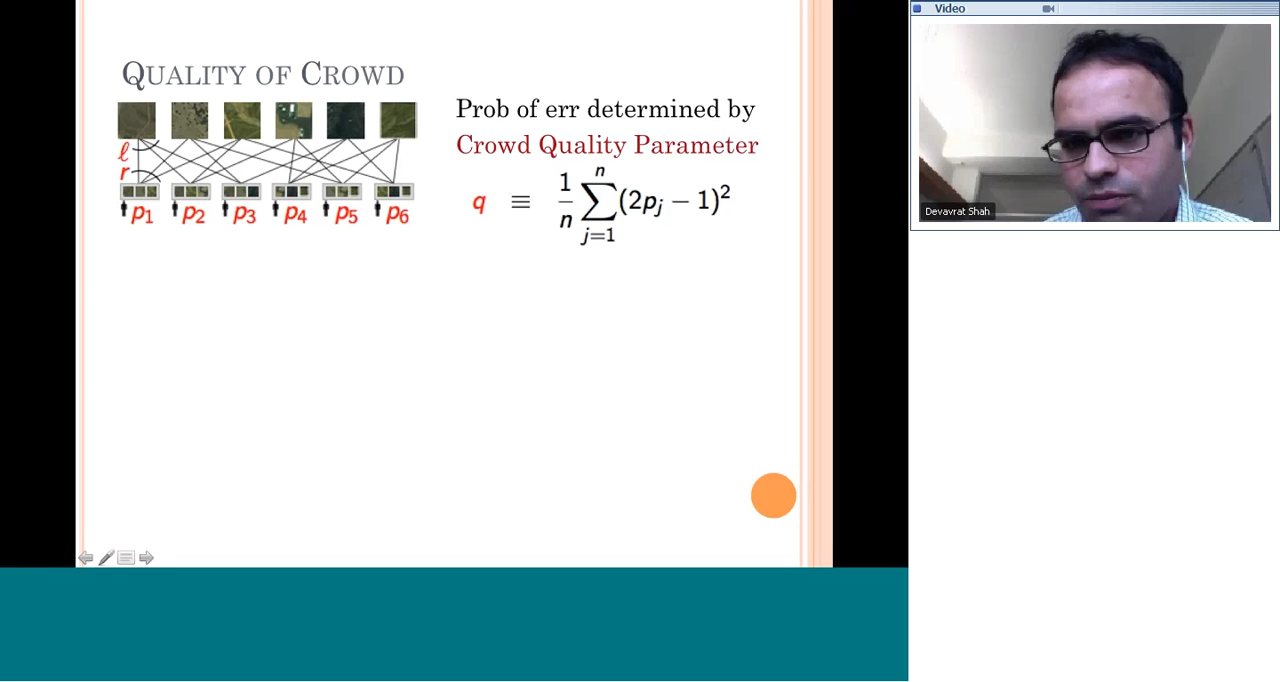 QUALITY OF CROWD
ℓ
r
p1 p2 p3 p4 p5 p6
Prob of err determined by
Crowd Quality Parameter
q ≡ 1/n ∑_{j=1}^{n} (2p_j − 1)^2
Video
Devavrat Shah